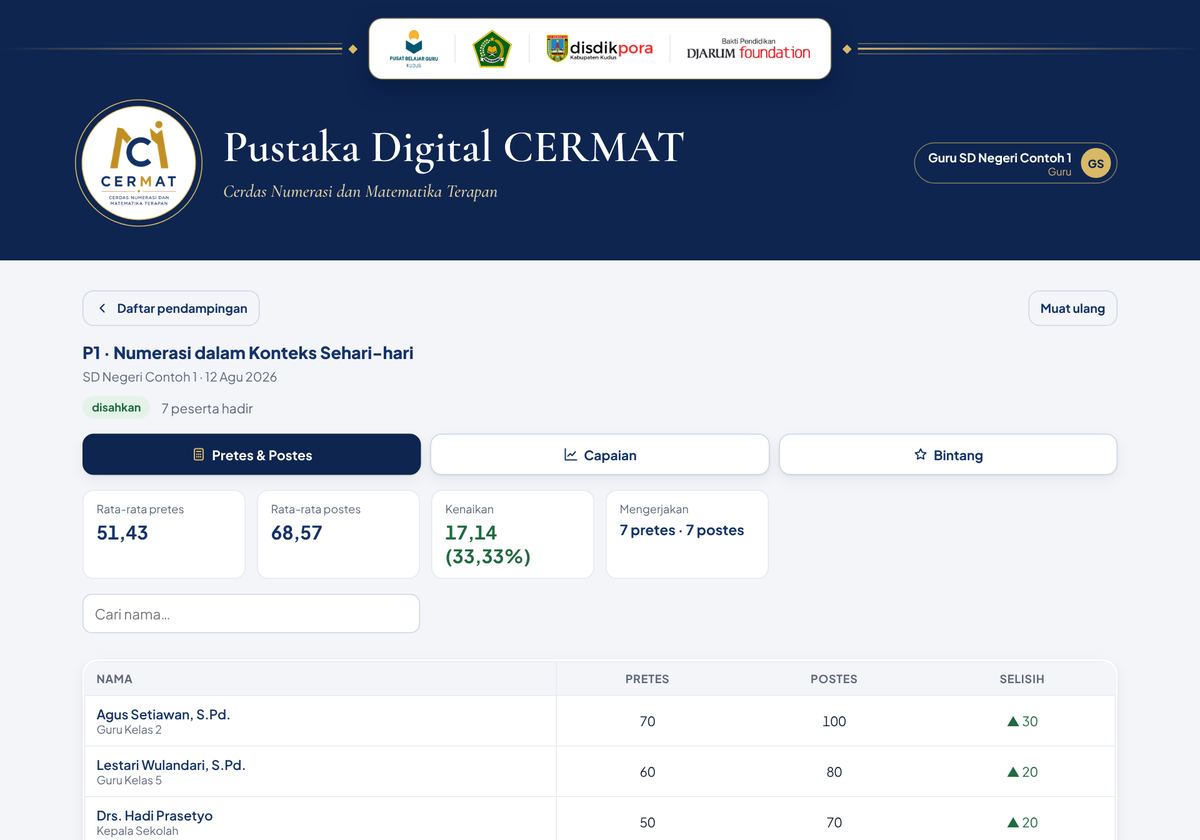 PUSAT BELAJAR GURU
KUDUS
disdikpora
Kabupaten Kudus
Bakti Pendidikan
DJARUM foundation
CERMAT
CERDAS NUMERASI DAN
MATEMATIKA TERAPAN
Pustaka Digital CERMAT
Cerdas Numerasi dan Matematika Terapan
Guru SD Negeri Contoh 1
Guru
GS
Daftar pendampingan
Muat ulang
P1 · Numerasi dalam Konteks Sehari-hari
SD Negeri Contoh 1 · 12 Agu 2026
disahkan 7 peserta hadir
Pretes & Postes Capaian Bintang
Rata-rata pretes Rata-rata postes Kenaikan Mengerjakan
51,43 68,57 17,14 7 pretes · 7 postes
(33,33%)
Cari nama...
NAMA PRETES POSTES SELISIH
Agus Setiawan, S.Pd. 70 100 ▲ 30
Guru Kelas 2
Lestari Wulandari, S.Pd. 60 80 ▲ 20
Guru Kelas 5
Drs. Hadi Prasetyo 50 70 ▲ 20
Kepala Sekolah